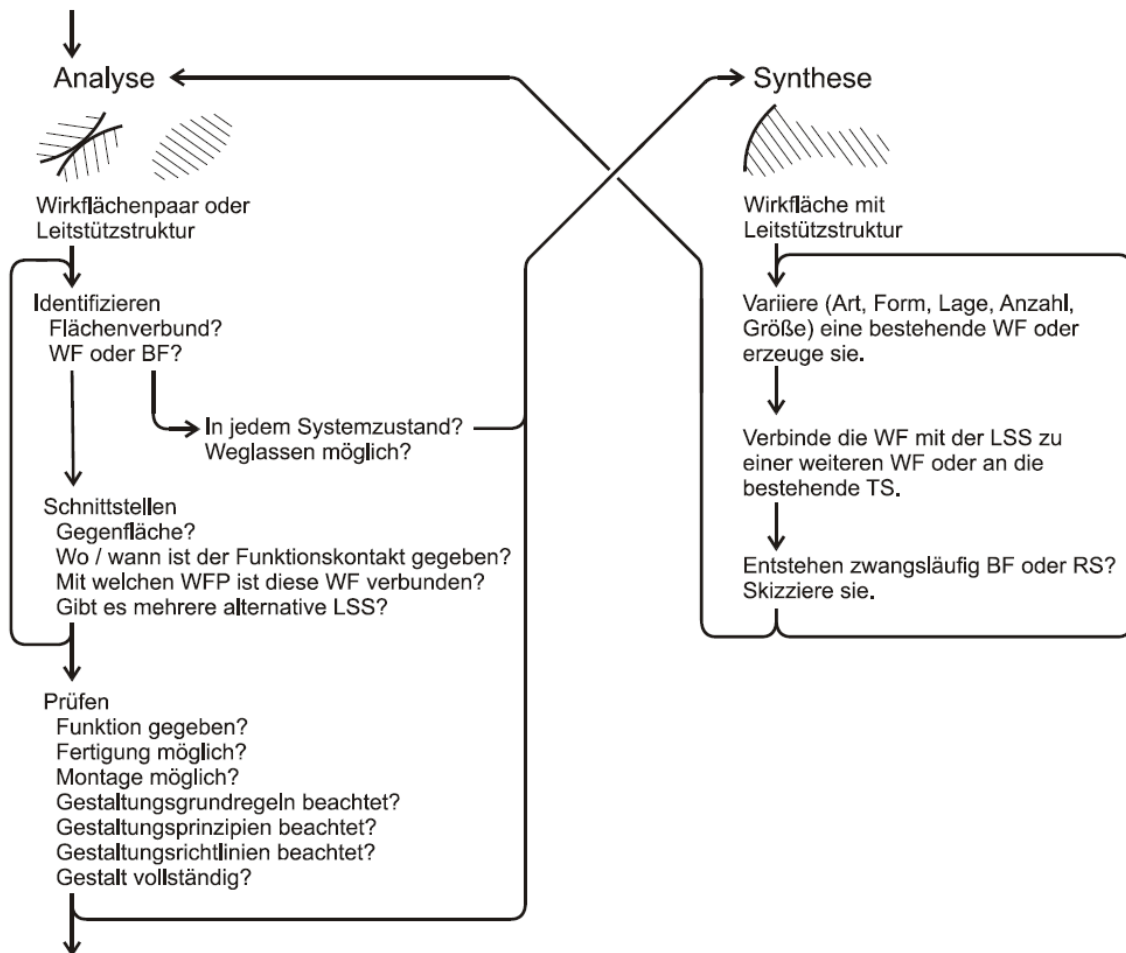 Analyse
Wirkflächenpaar oder
Leitstützstruktur
Identifizieren
Flächenverbund?
WF oder BF?
In jedem Systemzustand?
Weglassen möglich?
Schnittstellen
Gegenfläche?
Wo / wann ist der Funktionskontakt gegeben?
Mit welchen WFP ist diese WF verbunden?
Gibt es mehrere alternative LSS?
Prüfen
Funktion gegeben?
Fertigung möglich?
Montage möglich?
Gestaltungsgrundregeln beachtet?
Gestaltungsprinzipien beachtet?
Gestaltungsrichtlinien beachtet?
Gestalt vollständig?
Synthese
Wirkfläche mit
Leitstützstruktur
Variiere (Art, Form, Lage, Anzahl,
Größe) eine bestehende WF oder
erzeuge sie.
Verbinde die WF mit der LSS zu
einer weiteren WF oder an die
bestehende TS.
Entstehen zwangsläufig BF oder RS?
Skizziere sie.